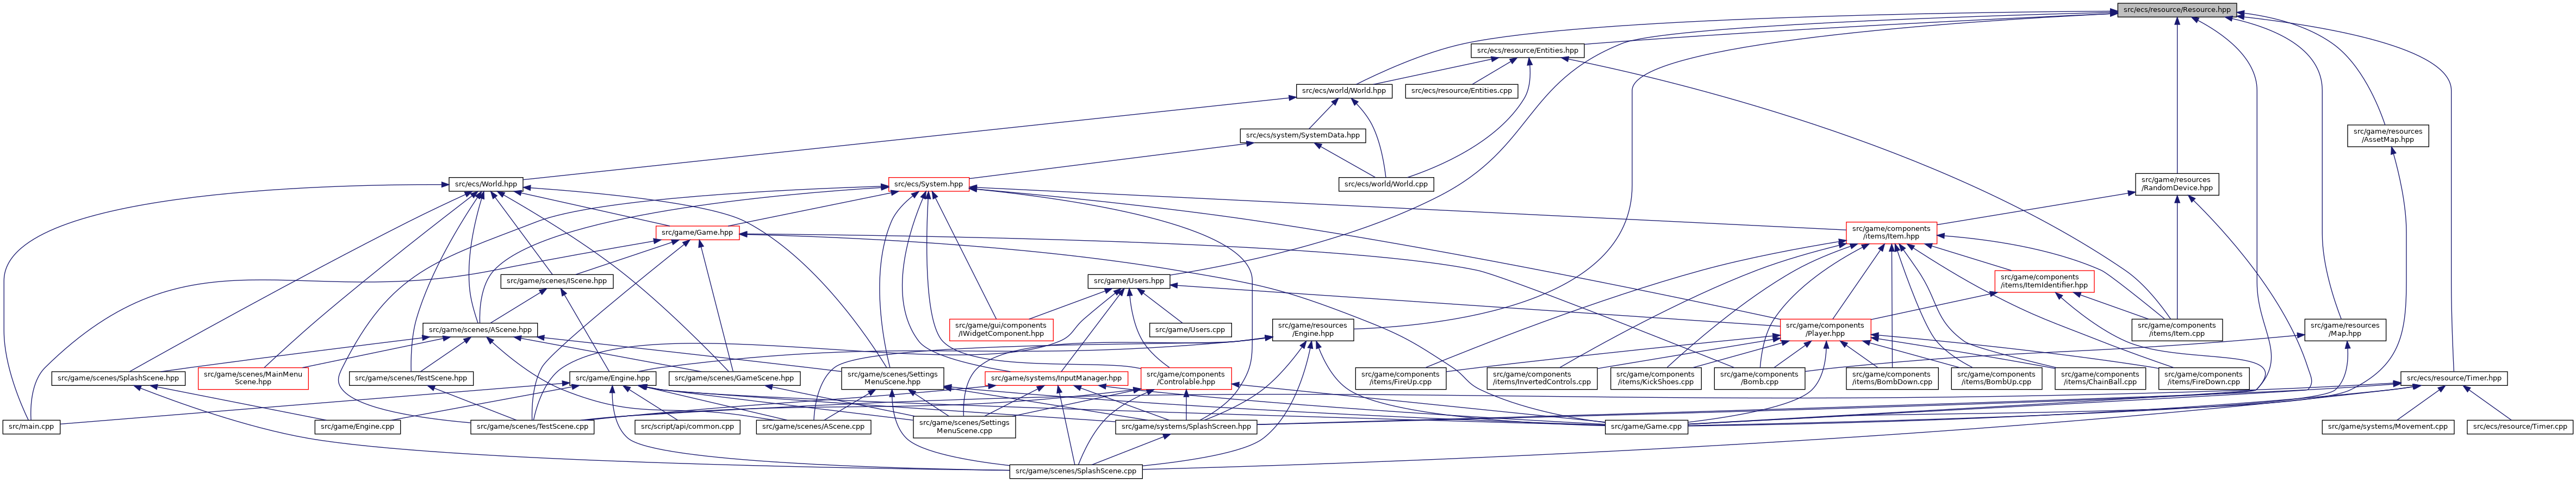 src/ecs/resource/Resource.hpp
src/ecs/resource/Entities.hpp
src/ecs/world/World.hpp
src/ecs/resource/Entities.cpp
src/ecs/system/SystemData.hpp
src/game/resources
/AssetMap.hpp
src/ecs/World.hpp
src/ecs/System.hpp
src/ecs/world/World.cpp
src/game/resources
/RandomDevice.hpp
src/game/Game.hpp
src/game/components
/items/Item.hpp
src/game/scenes/IScene.hpp
src/game/Users.hpp
src/game/components
/items/ItemIdentifier.hpp
src/game/scenes/AScene.hpp
src/game/gui/components
/IWidgetComponent.hpp
src/game/Users.cpp
src/game/resources
/Engine.hpp
src/game/components
/Player.hpp
src/game/components
/items/Item.cpp
src/game/resources
/Map.hpp
src/game/scenes/SplashScene.hpp
src/game/scenes/MainMenu
Scene.hpp
src/game/scenes/TestScene.hpp
src/game/Engine.hpp
src/game/scenes/GameScene.hpp
src/game/scenes/Settings
MenuScene.hpp
src/game/systems/InputManager.hpp
src/game/components
/Controlable.hpp
src/game/components
/items/FireUp.cpp
src/game/components
/items/InvertedControls.cpp
src/game/components
/items/KickShoes.cpp
src/game/components
/Bomb.cpp
src/game/components
/items/BombDown.cpp
src/game/components
/items/BombUp.cpp
src/game/components
/items/ChainBall.cpp
src/game/components
/items/FireDown.cpp
src/ecs/resource/Timer.hpp
src/main.cpp
src/game/Engine.cpp
src/game/scenes/TestScene.cpp
src/script/api/common.cpp
src/game/scenes/AScene.cpp
src/game/scenes/Settings
MenuScene.cpp
src/game/systems/SplashScreen.hpp
src/game/Game.cpp
src/game/systems/Movement.cpp
src/ecs/resource/Timer.cpp
src/game/scenes/SplashScene.cpp